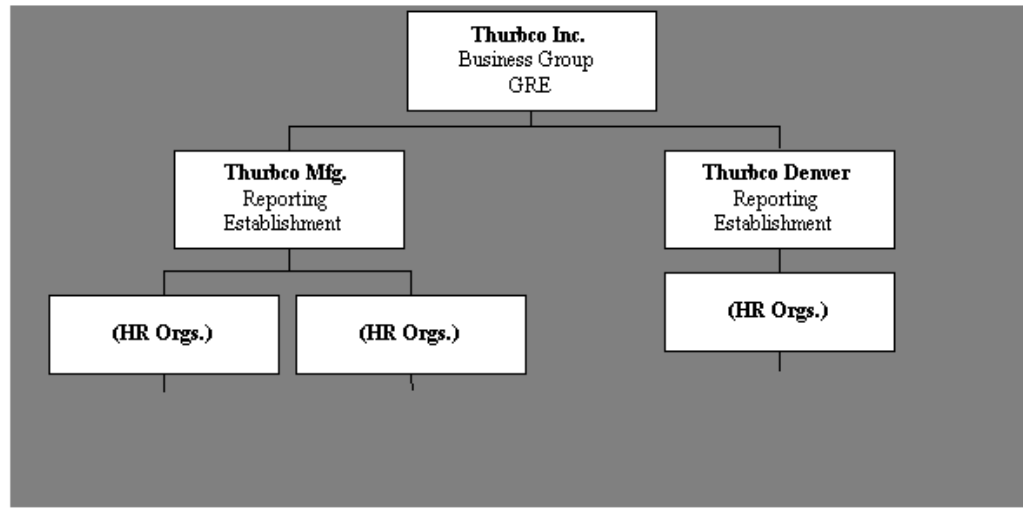 Thurbco Inc.
Business Group
GRE
Thurbco Mfg.
Reporting
Establishment
Thurbco Denver
Reporting
Establishment
(HR Orgs.)
(HR Orgs.)
(HR Orgs.)